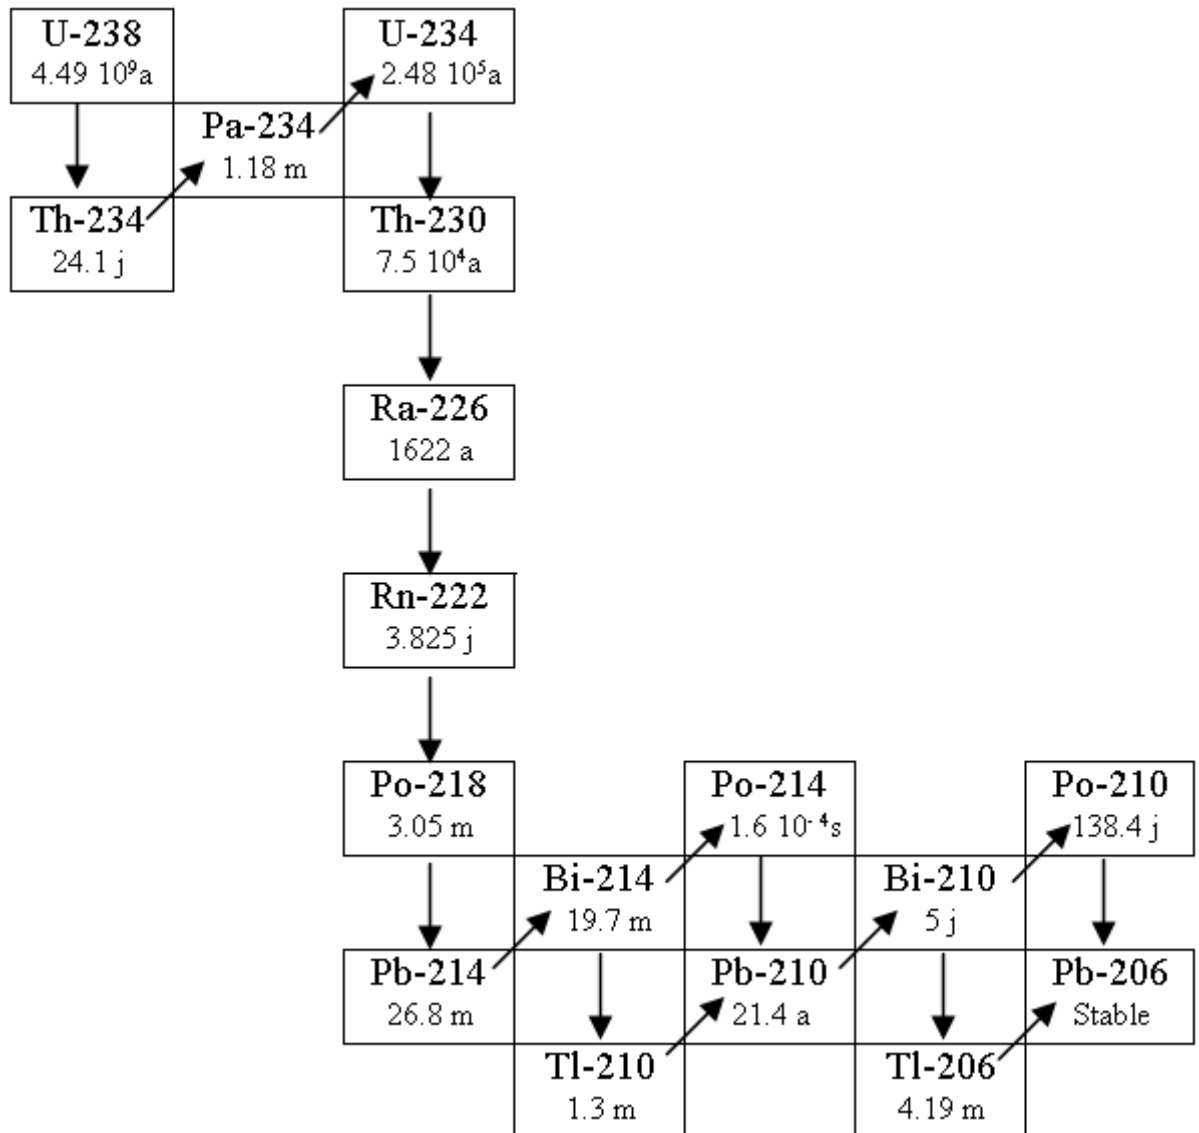 U-238
4.49 10⁹a
U-234
2.48 10⁵a
Pa-234
1.18 m
Th-234
24.1 j
Th-230
7.5 10⁴a
Ra-226
1622 a
Rn-222
3.825 j
Po-218
3.05 m
Po-214
1.6 10⁻⁴s
Po-210
138.4 j
Bi-214
19.7 m
Bi-210
5 j
Pb-214
26.8 m
Pb-210
21.4 a
Pb-206
Stable
Tl-210
1.3 m
Tl-206
4.19 m